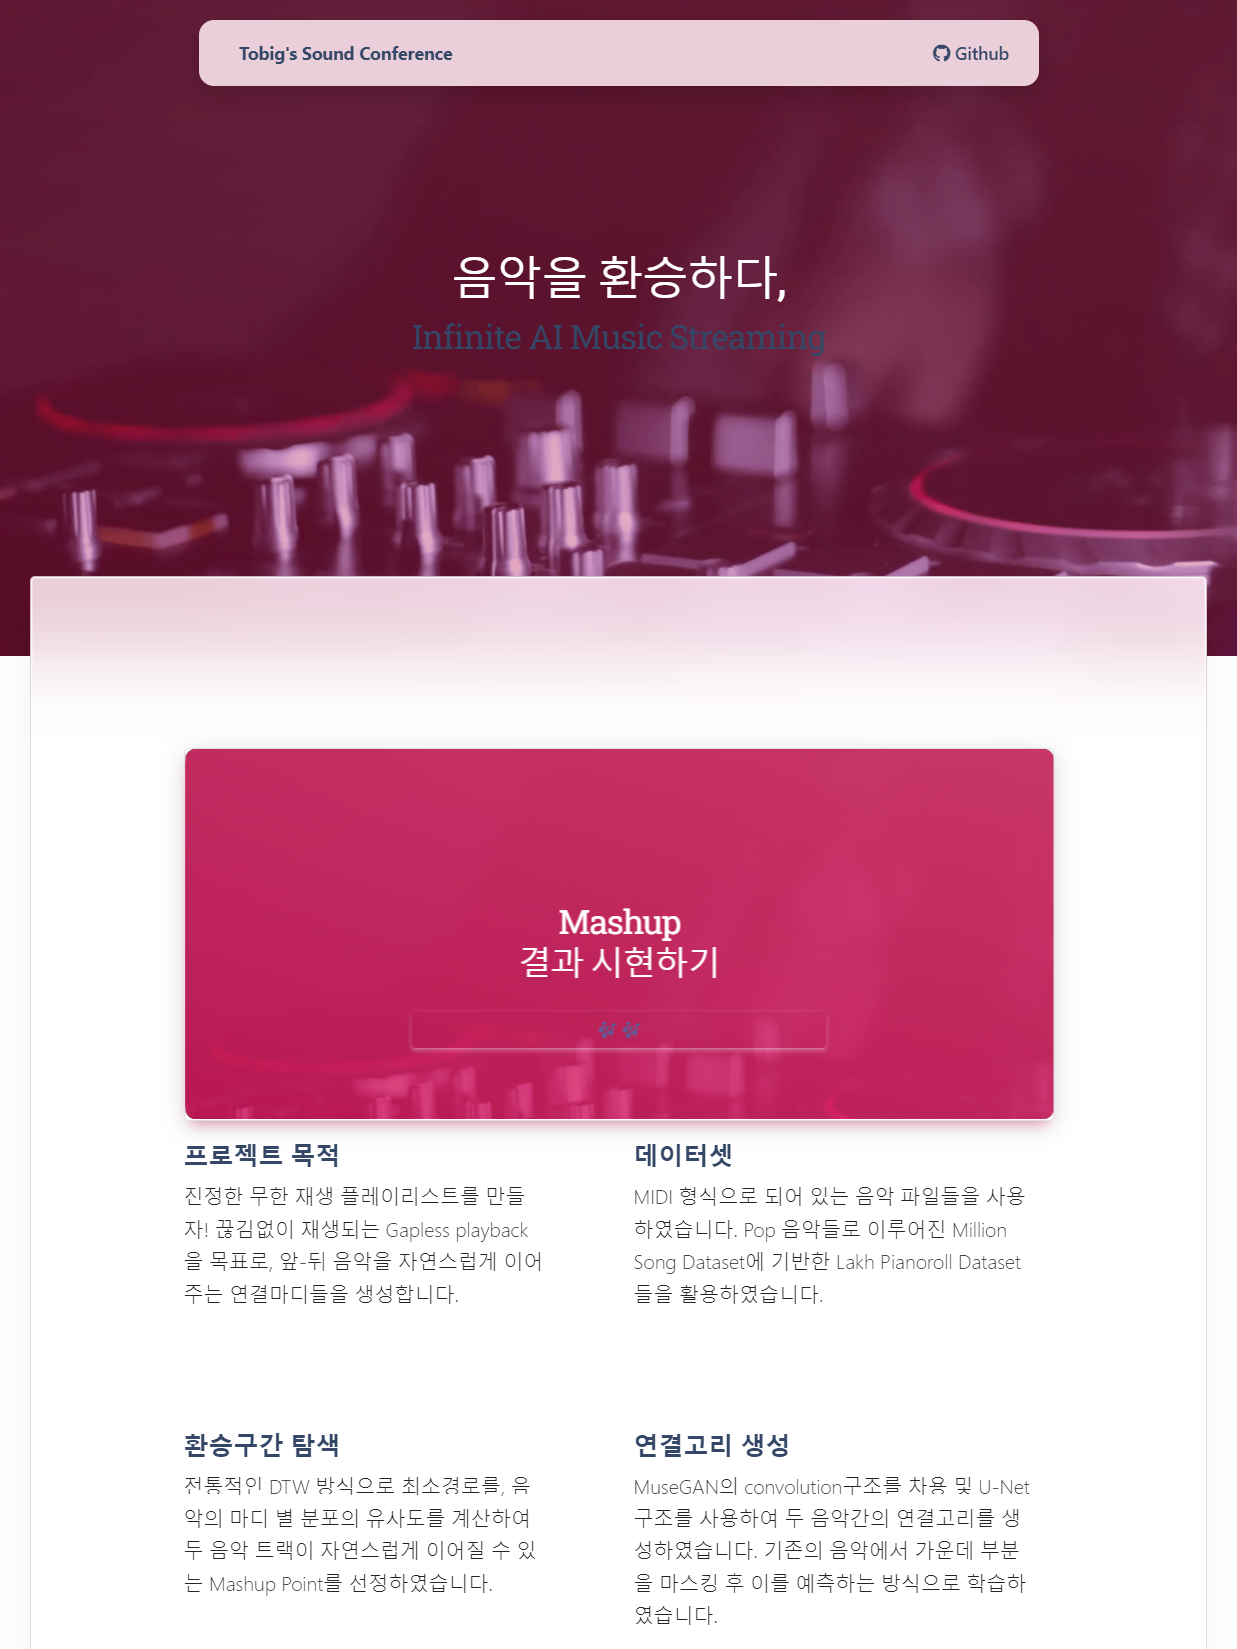 Tobig's Sound Conference
Github
음악을 환승하다,
Infinite AI Music Streaming
Mashup
결과 시현하기
🎶 🎶
프로젝트 목적
진정한 무한 재생 플레이리스트를 만들
자! 끊김없이 재생되는 Gapless playback
을 목표로, 앞-뒤 음악을 자연스럽게 이어
주는 연결마디들을 생성합니다.
데이터셋
MIDI 형식으로 되어 있는 음악 파일들을 사용
하였습니다. Pop 음악들로 이루어진 Million
Song Dataset에 기반한 Lakh Pianoroll Dataset
들을 활용하였습니다.
환승구간 탐색
전통적인 DTW 방식으로 최소경로를, 음
악의 마디 별 분포의 유사도를 계산하여
두 음악 트랙이 자연스럽게 이어질 수 있
는 Mashup Point를 선정하였습니다.
연결고리 생성
MuseGAN의 convolution구조를 차용 및 U-Net
구조를 사용하여 두 음악간의 연결고리를 생
성하였습니다. 기존의 음악에서 가운데 부분
을 마스킹 후 이를 예측하는 방식으로 학습하
였습니다.